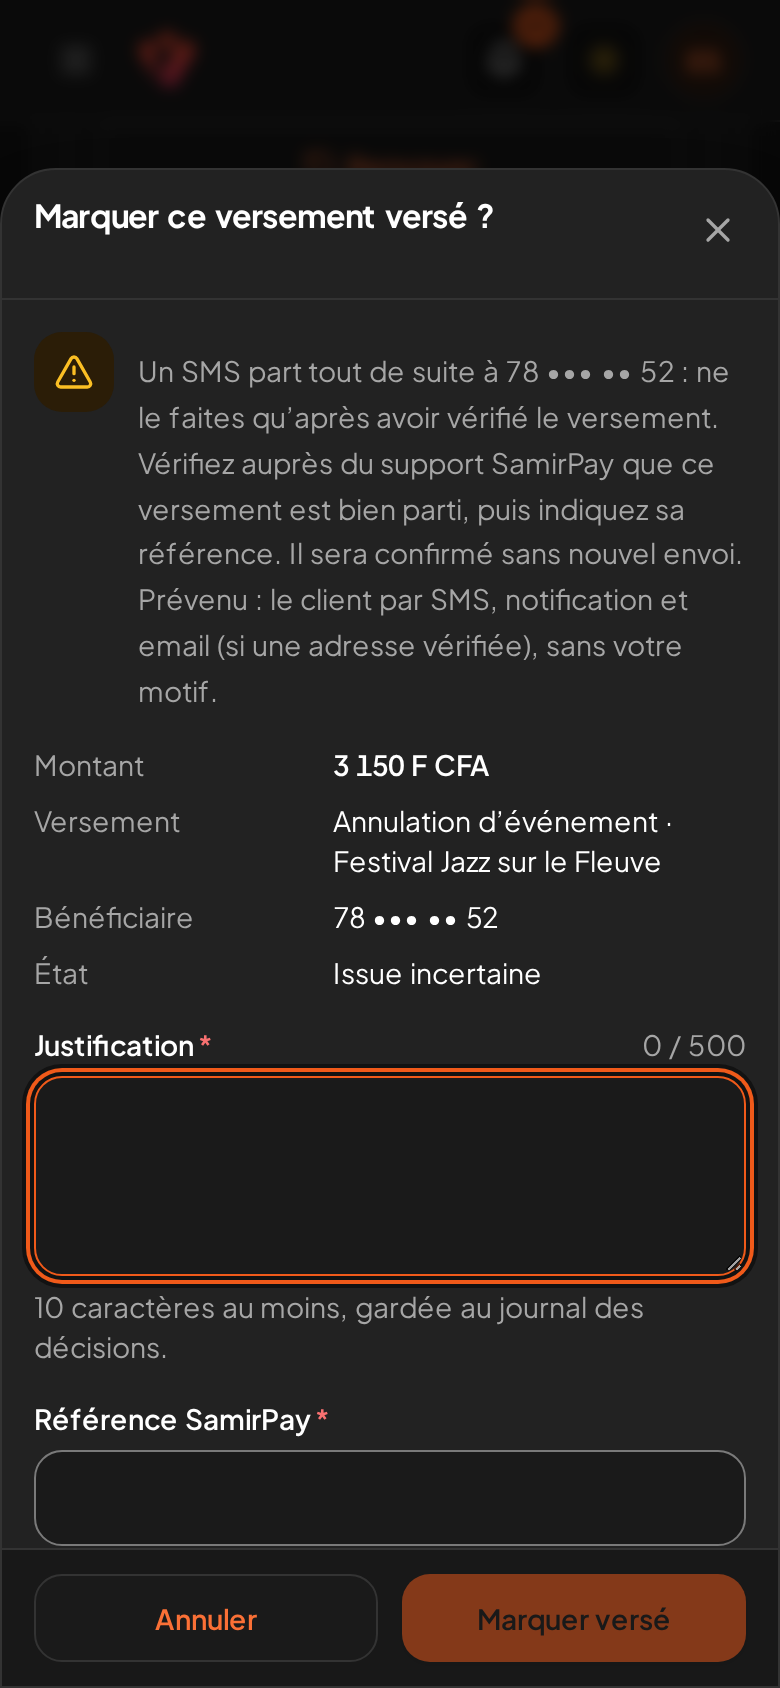 Marquer ce versement versé ?
Un SMS part tout de suite à 78 ••• •• 52 : ne
le faites qu’après avoir vérifié le versement.
Vérifiez auprès du support SamirPay que ce
versement est bien parti, puis indiquez sa
référence. Il sera confirmé sans nouvel envoi.
Prévenu : le client par SMS, notification et
email (si une adresse vérifiée), sans votre
motif.
Montant 3 150 F CFA
Versement Annulation d’événement ·
Festival Jazz sur le Fleuve
Bénéficiaire 78 ••• •• 52
État Issue incertaine
Justification * 0 / 500
10 caractères au moins, gardée au journal des
décisions.
Référence SamirPay *
Annuler Marquer versé